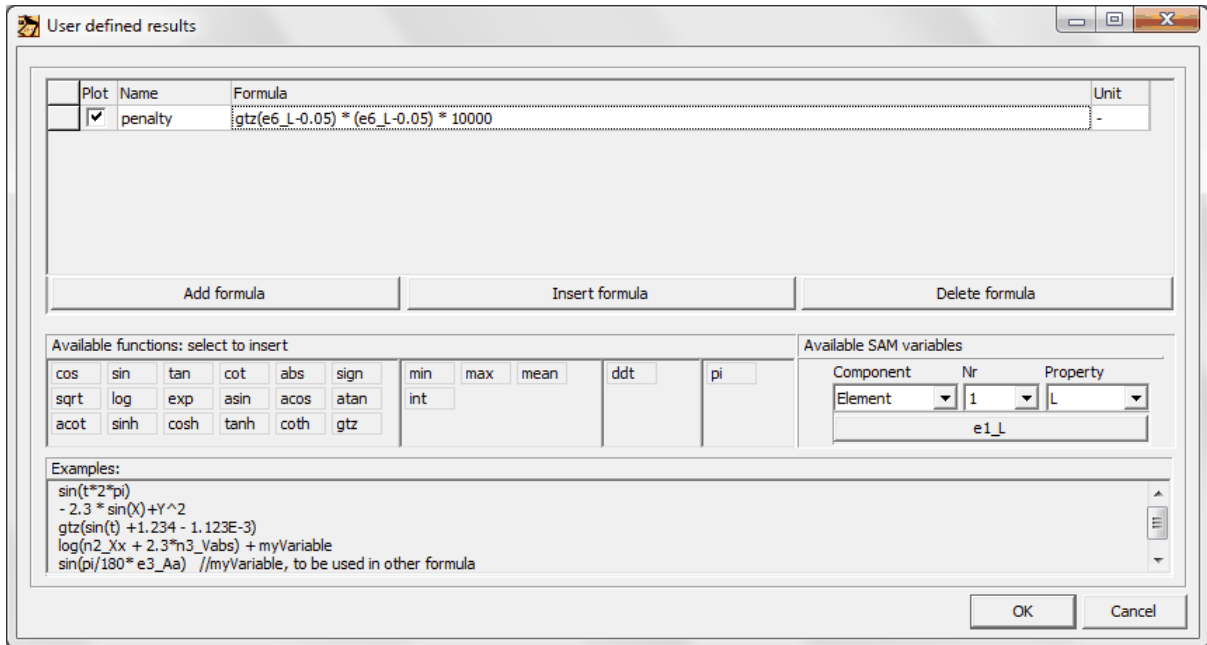 User defined results
Plot Name Formula Unit
penalty gtz(e6_L-0.05) * (e6_L-0.05) * 10000 -
Add formula Insert formula Delete formula
Available functions: select to insert Available SAM variables
cos sin tan cot abs sign min max mean ddt pi Component Nr Property
sqrt log exp asin acos atan int Element 1 L
acot sinh cosh tanh coth gtz e1_L
Examples:
sin(t*2*pi)
- 2.3 * sin(X)+Y^2
gtz(sin(t) +1.234 - 1.123E-3)
log(n2_Xx + 2.3*n3_Vabs) + myVariable
sin(pi/180* e3_Aa) //myVariable, to be used in other formula
OK Cancel